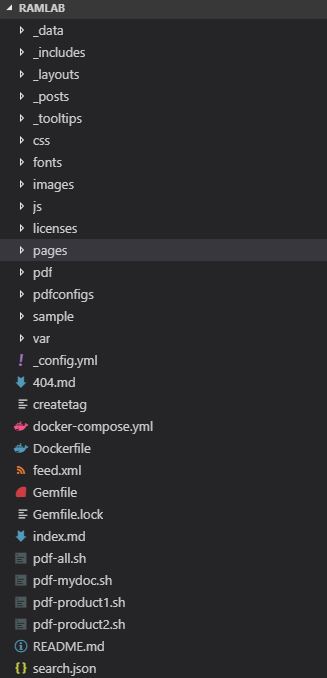 RAMLAB
_data
_includes
_layouts
_posts
_tooltips
css
fonts
images
js
licenses
pages
pdf
pdfconfigs
sample
var
_config.yml
404.md
createtag
docker-compose.yml
Dockerfile
feed.xml
Gemfile
Gemfile.lock
index.md
pdf-all.sh
pdf-mydoc.sh
pdf-product1.sh
pdf-product2.sh
README.md
search.json